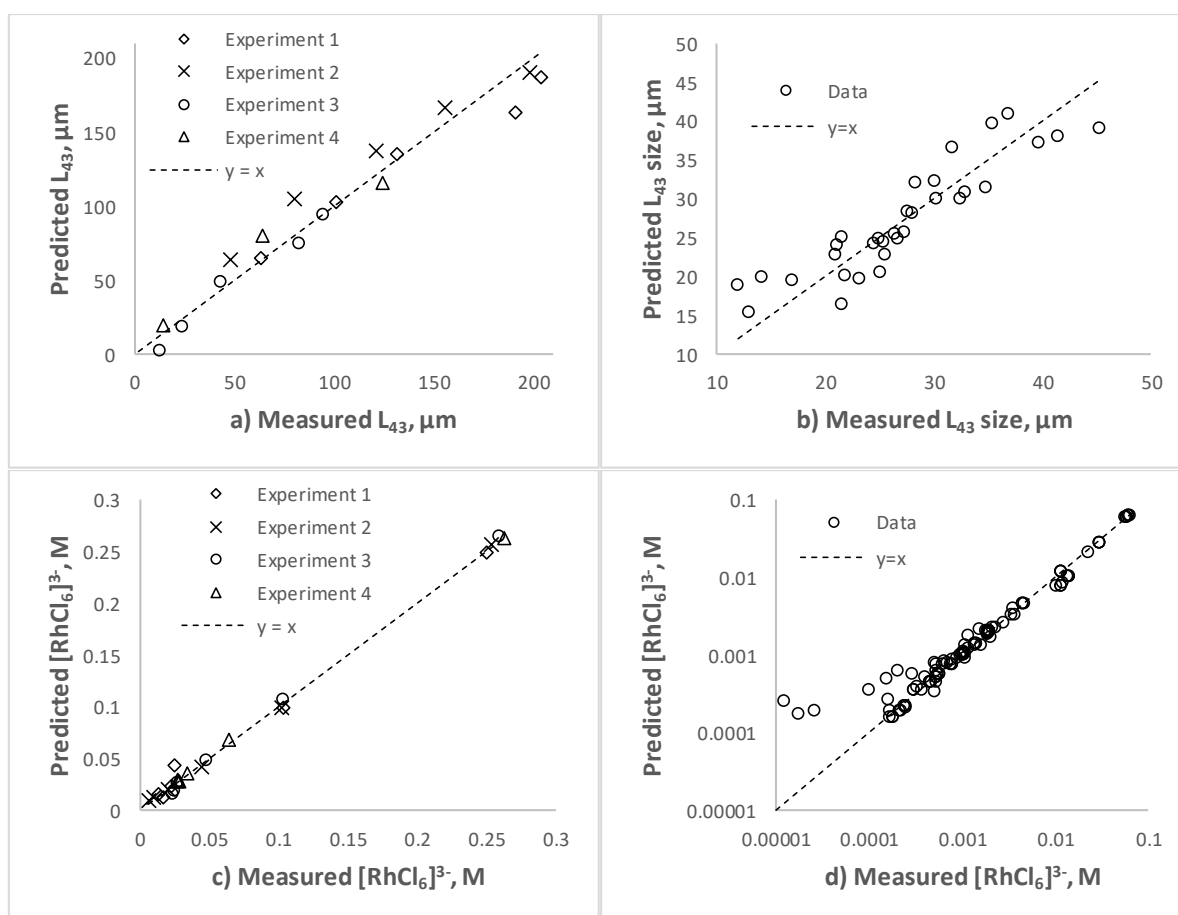 Experiment 1
Experiment 2
Experiment 3
Experiment 4
y = x
Predicted L₄₃, µm
200
150
100
50
0
0 50 100 150 200
a) Measured L₄₃, µm
Data
y=x
Predicted L₄₃ size, µm
50
45
40
35
30
25
20
15
10
10 20 30 40 50
b) Measured L₄₃ size, µm
Experiment 1
Experiment 2
Experiment 3
Experiment 4
y = x
Predicted [RhCl₆]³⁻, M
0.3
0.25
0.2
0.15
0.1
0.05
0
0 0.05 0.1 0.15 0.2 0.25 0.3
c) Measured [RhCl₆]³⁻, M
Data
y=x
Predicted [RhCl₆]³⁻, M
0.1
0.01
0.001
0.0001
0.00001
0.00001 0.0001 0.001 0.01 0.1
d) Measured [RhCl₆]³⁻, M